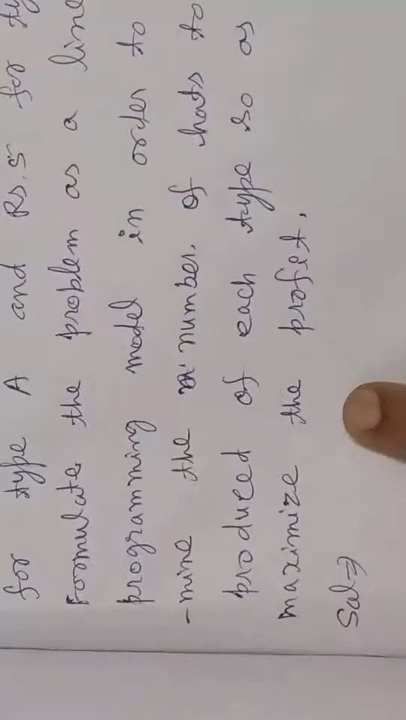 for type A and Rs. 5 for ty
Formulate the problem as a line
programming model in order to
-mine the number. of hats to
produced of each type so as
maximize the profit.
Sol⇒